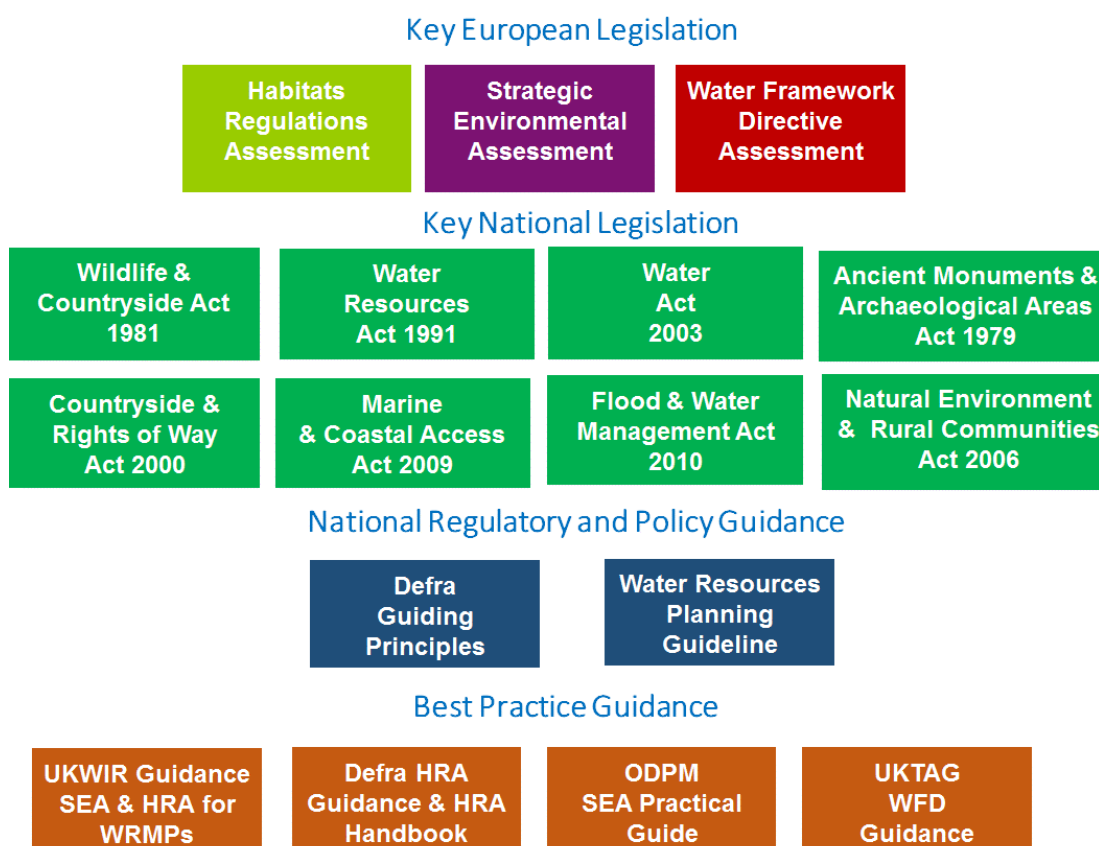 Key European Legislation
Habitats
Regulations
Assessment
Strategic
Environmental
Assessment
Water Framework
Directive
Assessment
Key National Legislation
Wildlife &
Countryside Act
1981
Water
Resources
Act 1991
Water
Act
2003
Ancient Monuments &
Archaeological Areas
Act 1979
Countryside &
Rights of Way
Act 2000
Marine
& Coastal Access
Act 2009
Flood & Water
Management Act
2010
Natural Environment
& Rural Communities
Act 2006
National Regulatory and Policy Guidance
Defra
Guiding
Principles
Water Resources
Planning
Guideline
Best Practice Guidance
UKWIR Guidance
SEA & HRA for
WRMPs
Defra HRA
Guidance & HRA
Handbook
ODPM
SEA Practical
Guide
UKTAG
WFD
Guidance